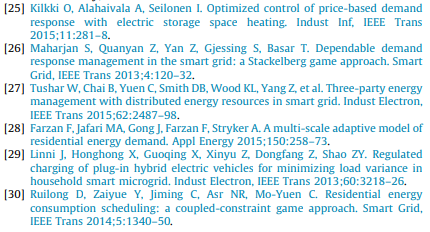 [25] Kilkki O, Alahaivala A, Seilonen I. Optimized control of price-based demand
response with electric storage space heating. Indust Inf, IEEE Trans
2015;11:281–8.
[26] Maharjan S, Quanyan Z, Yan Z, Gjessing S, Basar T. Dependable demand
response management in the smart grid: a Stackelberg game approach. Smart
Grid, IEEE Trans 2013;4:120–32.
[27] Tushar W, Chai B, Yuen C, Smith DB, Wood KL, Yang Z, et al. Three-party energy
management with distributed energy resources in smart grid. Indust Electron,
IEEE Trans 2015;62:2487–98.
[28] Farzan F, Jafari MA, Gong J, Farzan F, Stryker A. A multi-scale adaptive model of
residential energy demand. Appl Energy 2015;150:258–73.
[29] Linni J, Honghox X, Guoqing X, Xinyu Z, Dongfang Z, Shao ZY. Regulated
charging of plug-in hybrid electric vehicles for minimizing load variance in
household smart microgrid. Indust Electron, IEEE Trans 2013;60:3218–26.
[30] Ruilong D, Zaiyue Y, Jiming C, Asr NR, Mo-Yuen C. Residential energy
consumption scheduling: a coupled-constraint game approach. Smart Grid,
IEEE Trans 2014;5:1340–50.